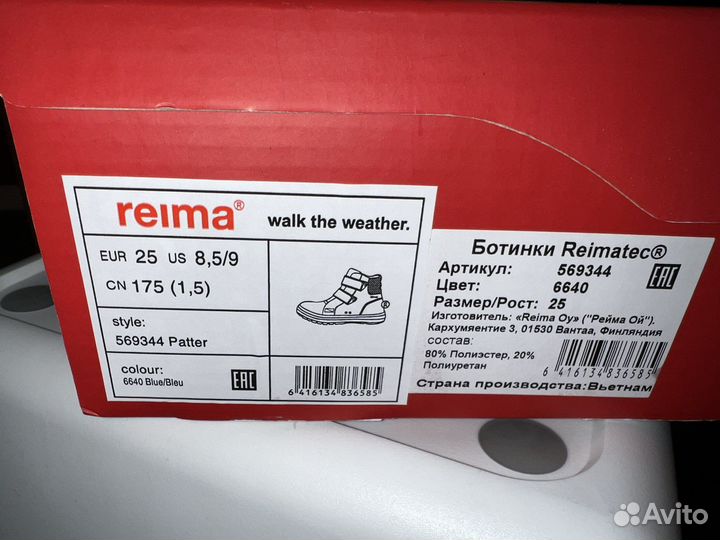 reima®
walk the weather.
EUR 25 US 8,5/9
CN 175 (1,5)
style:
569344 Patter
colour:
6640 Blue/Bleu
EAC
6 416134 836585
Ботинки Reimatec®
Артикул: 569344
Цвет: 6640
Размер/Рост: 25
EAC
Изготовитель: «Reima Oy» ("Рейма Ой").
Кархумяентие 3, 01530 Вантаа, Финляндия
состав:
80% Полиэстер, 20%
Полиуретан
6 416134 836585
Страна производства:Вьетнам
Avito